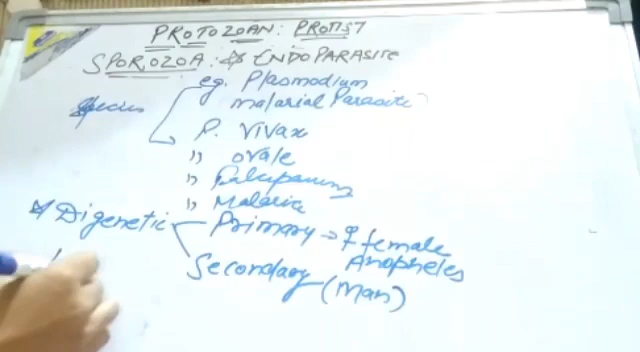 PROTOZOAN: PROTIST
SPOROZOA: ENDOPARASITE
eg. Plasmodium
malarial Parasite
Species
P. Vivax
" ovale
" Falciparum
" Malaria
* Digenetic
Primary → ♀ female
Anopheles
Secondary (Man)